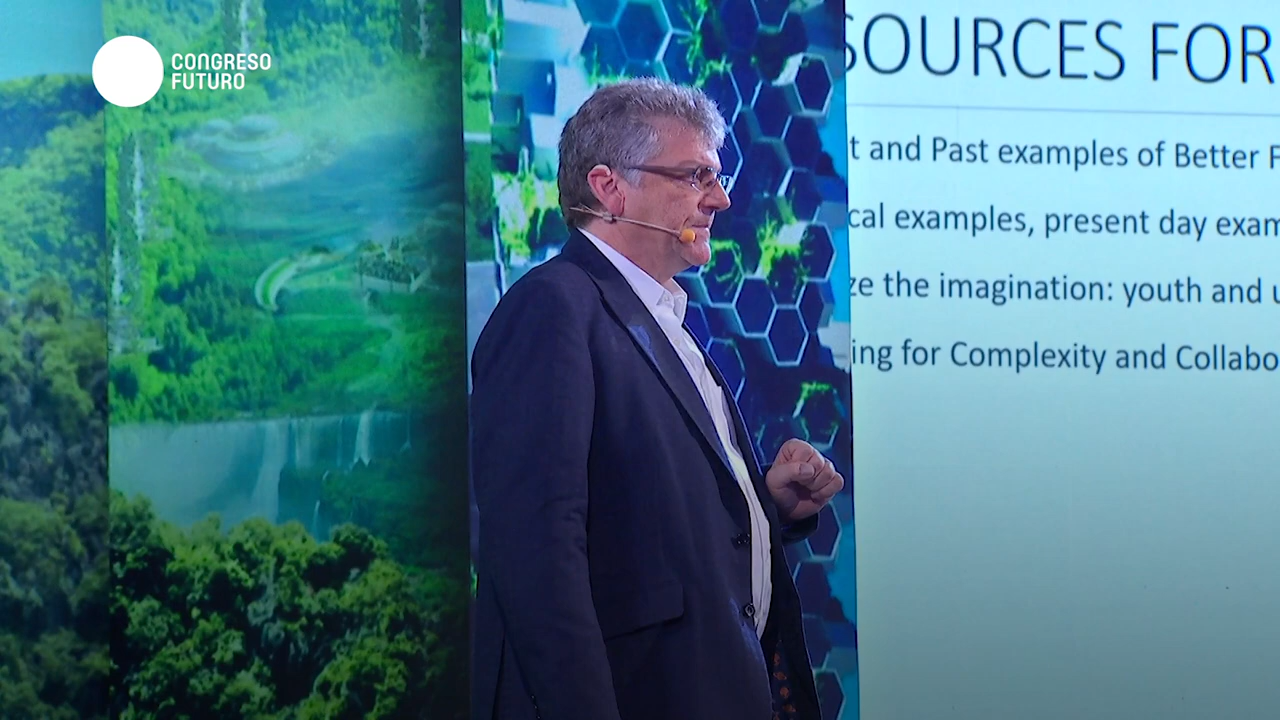 CONGRESO
FUTURO
SOURCES FOR
t and Past examples of Better F
cal examples, present day exam
ze the imagination: youth and u
ing for Complexity and Collabo